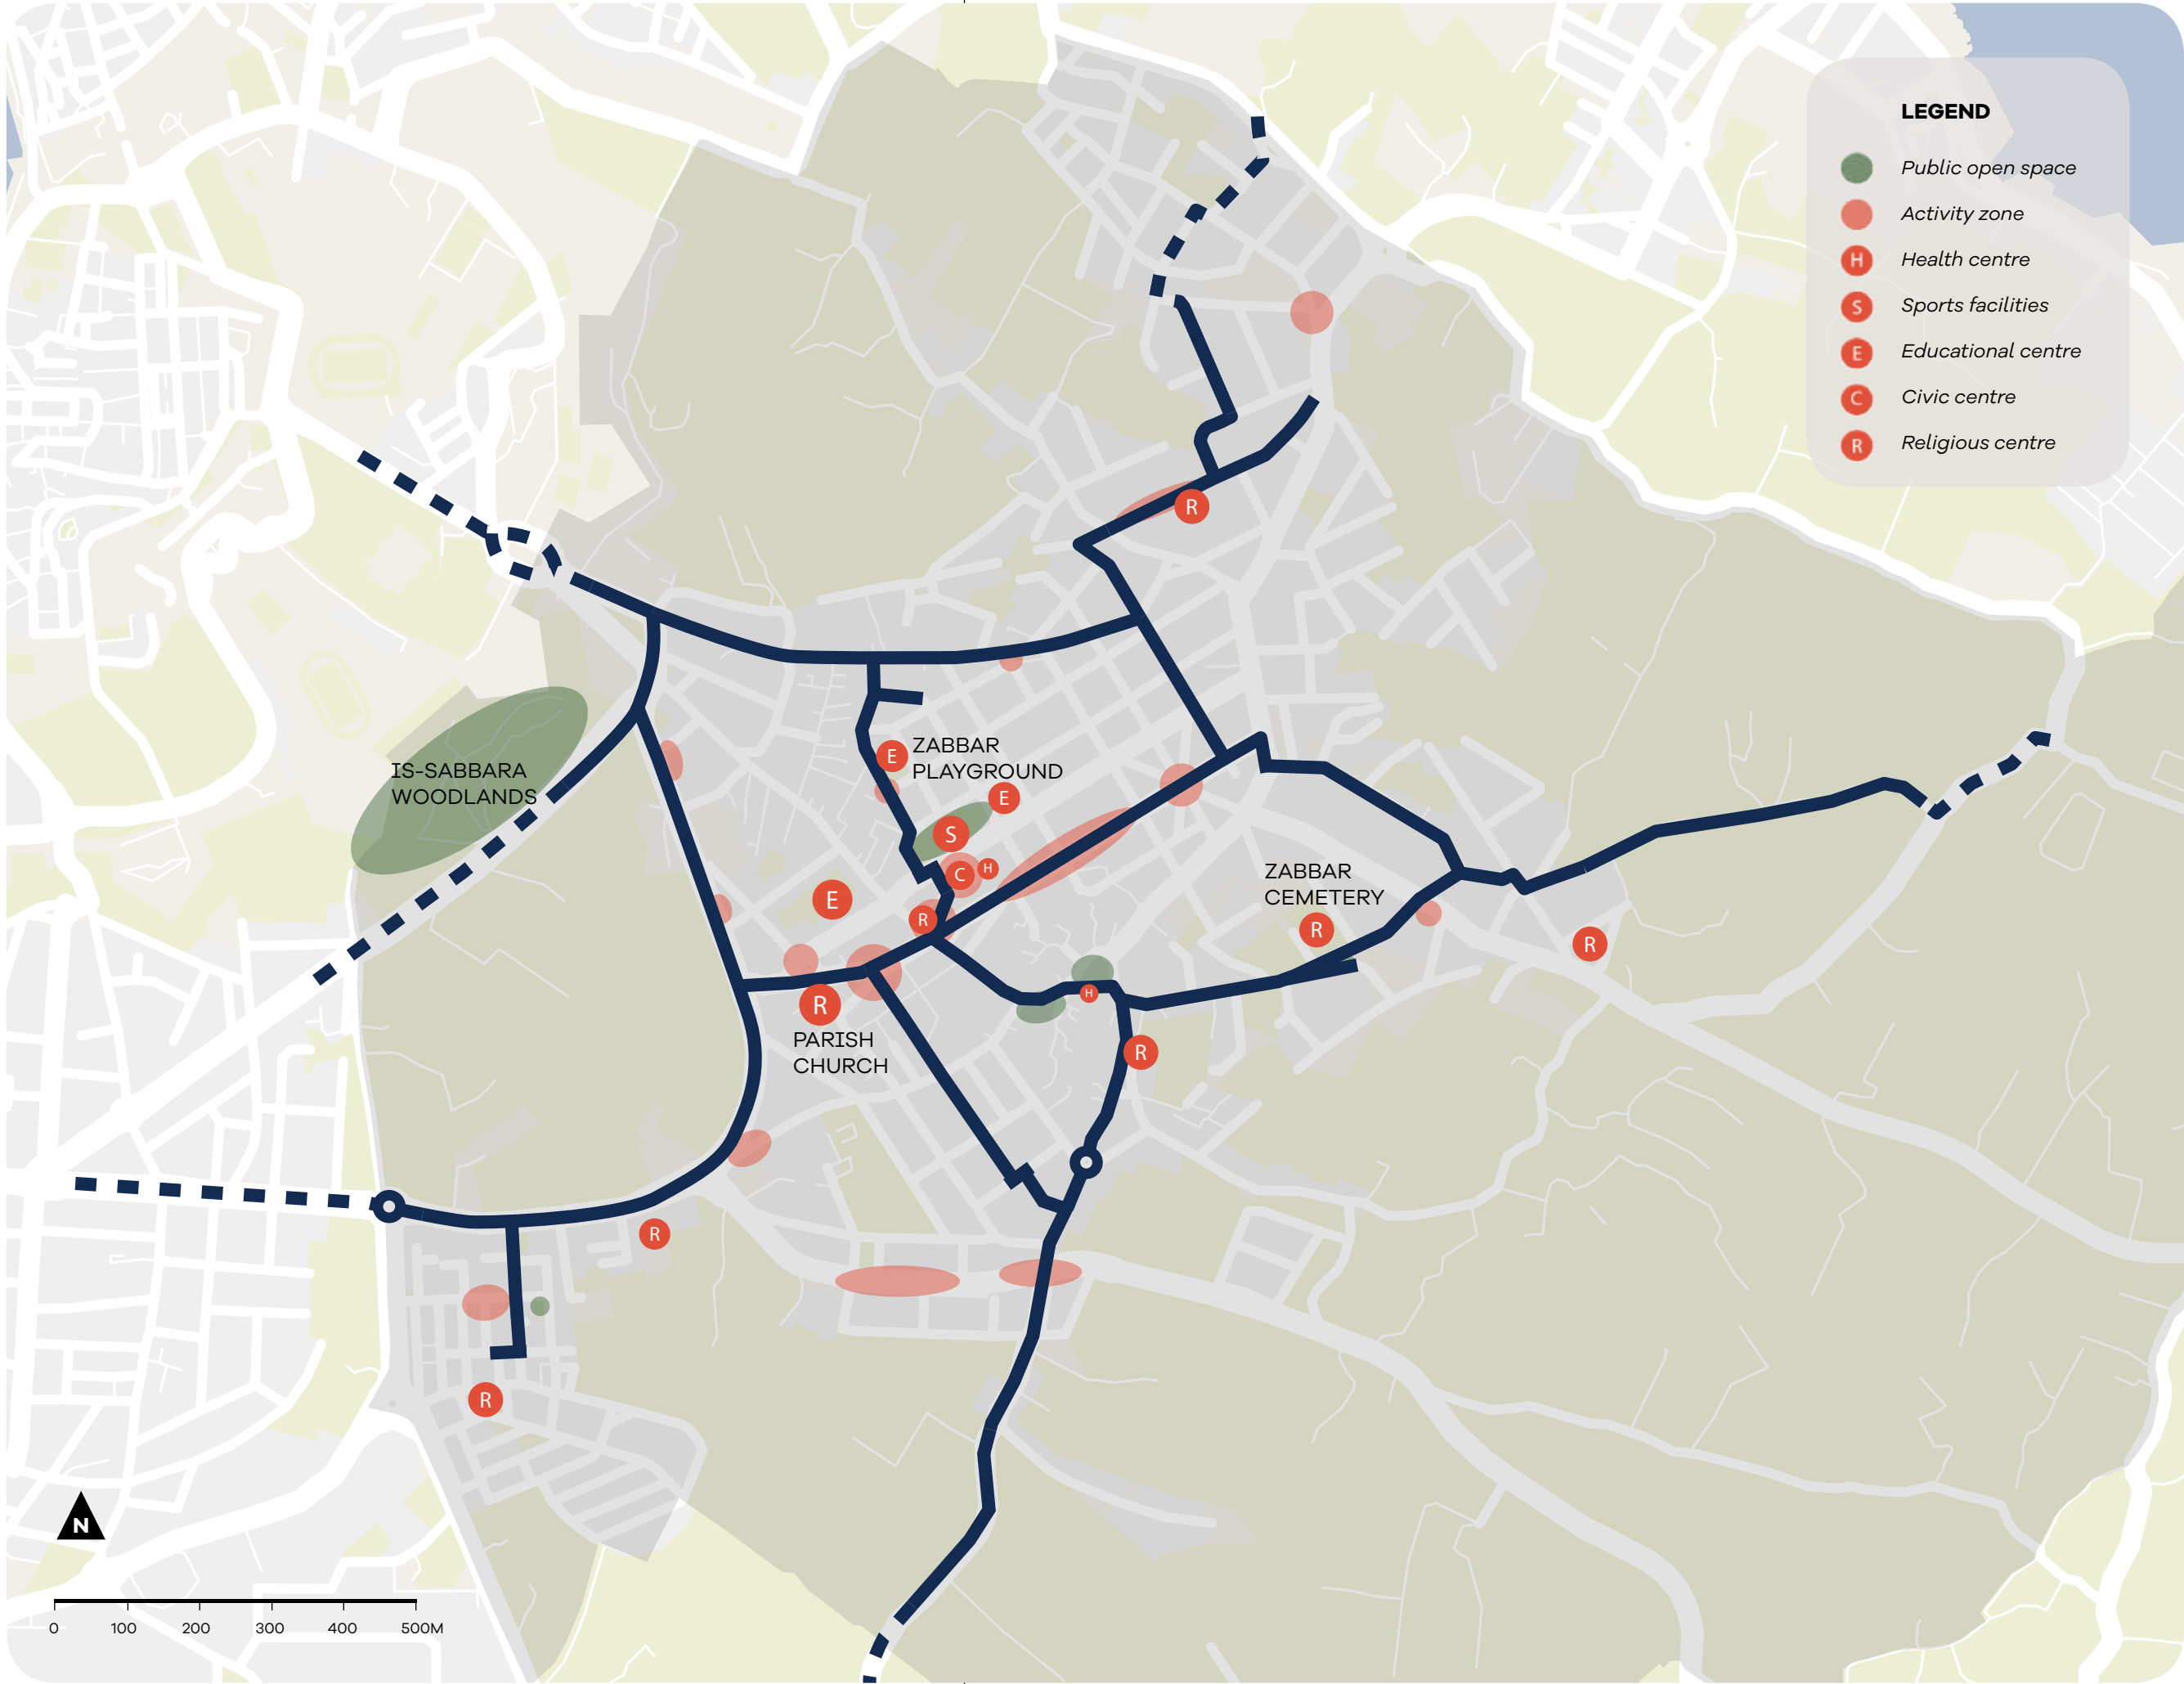 LEGEND
Public open space
Activity zone
H Health centre
S Sports facilities
E Educational centre
C Civic centre
R Religious centre
R
E ZABBAR
PLAYGROUND
IS-SABBARA
WOODLANDS
E
S
C H
ZABBAR
CEMETERY
E
R
R
R
H
R
PARISH
CHURCH
R
R
R
N
0 100 200 300 400 500M